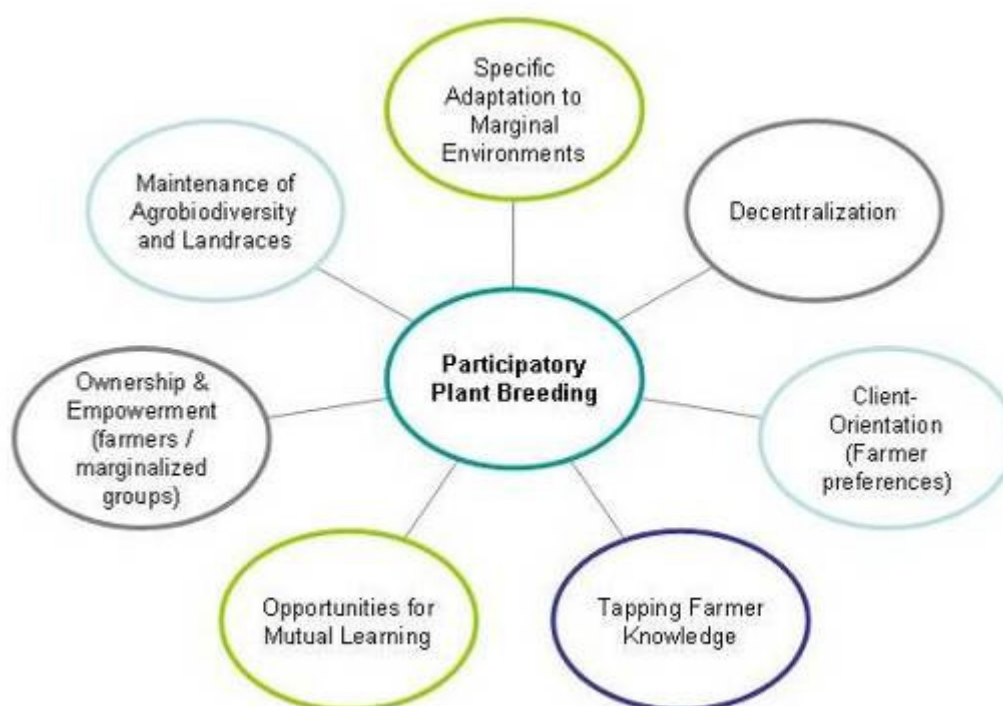 Specific
Adaptation to
Marginal
Environments
Maintenance of
Agrobiodiversity
and Landraces
Decentralization
Participatory
Plant Breeding
Ownership &
Empowerment
(farmers /
marginalized
groups)
Client-
Orientation
(Farmer
preferences)
Opportunities for
Mutual Learning
Tapping Farmer
Knowledge